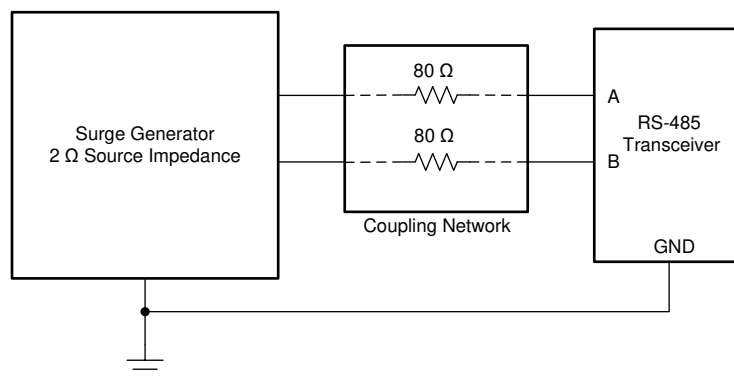 80 Ω
Surge Generator
2 Ω Source Impedance
80 Ω
A
B
RS-485
Transceiver
Coupling Network
GND